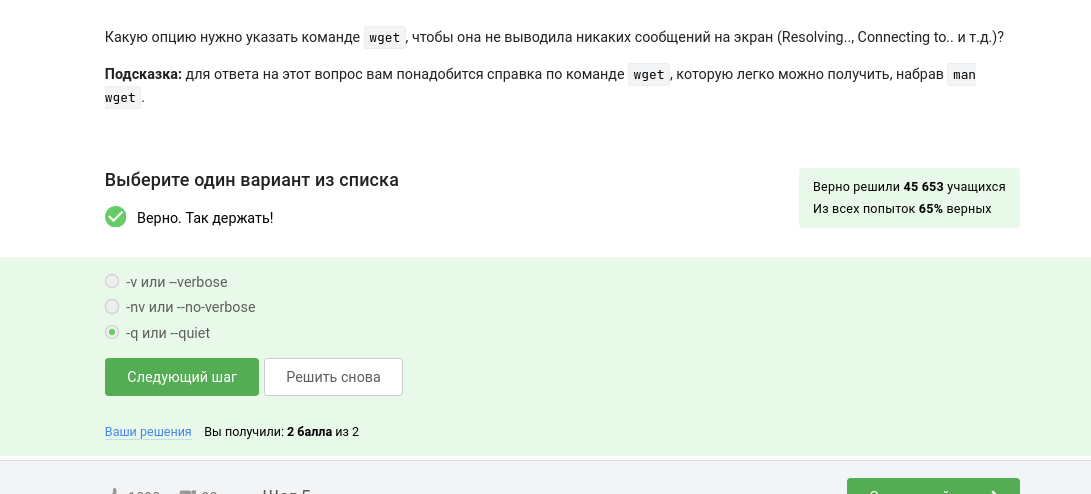 Какую опцию нужно указать команде wget, чтобы она не выводила никаких сообщений на экран (Resolving.., Connecting to.. и т.д.)?
Подсказка: для ответа на этот вопрос вам понадобится справка по команде wget, которую легко можно получить, набрав man
wget.
Выберите один вариант из списка
Верно. Так держать!
Верно решили 45 653 учащихся
Из всех попыток 65% верных
-v или --verbose
-nv или --no-verbose
-q или --quiet
Следующий шаг
Решить снова
Ваши решения Вы получили: 2 балла из 2